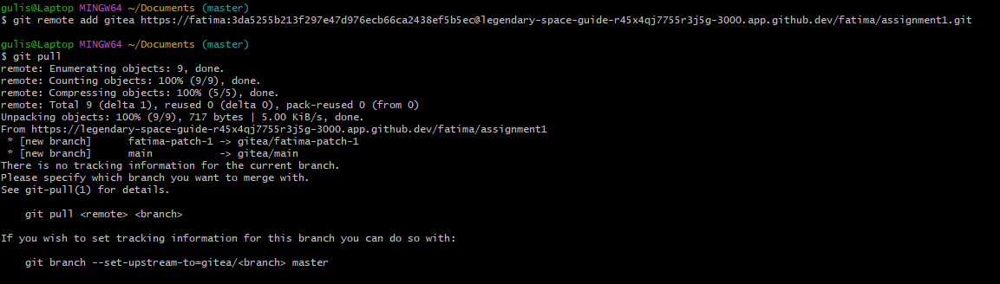 gulis@Laptop MINGW64 ~/Documents (master)
$ git remote add gitea https://fatima:3da5255b213f297e47d976ecb66ca2438ef5b5ec@legendary-space-guide-r45x4qj7755r3j5g-3000.app.github.dev/fatima/assignment1.git
gulis@Laptop MINGW64 ~/Documents (master)
$ git pull
remote: Enumerating objects: 9, done.
remote: Counting objects: 100% (9/9), done.
remote: Compressing objects: 100% (5/5), done.
remote: Total 9 (delta 1), reused 0 (delta 0), pack-reused 0 (from 0)
Unpacking objects: 100% (9/9), 717 bytes | 5.00 KiB/s, done.
From https://legendary-space-guide-r45x4qj7755r3j5g-3000.app.github.dev/fatima/assignment1
 * [new branch]      fatima-patch-1 -> gitea/fatima-patch-1
 * [new branch]      main           -> gitea/main
There is no tracking information for the current branch.
Please specify which branch you want to merge with.
See git-pull(1) for details.
    git pull <remote> <branch>
If you wish to set tracking information for this branch you can do so with:
    git branch --set-upstream-to=gitea/<branch> master